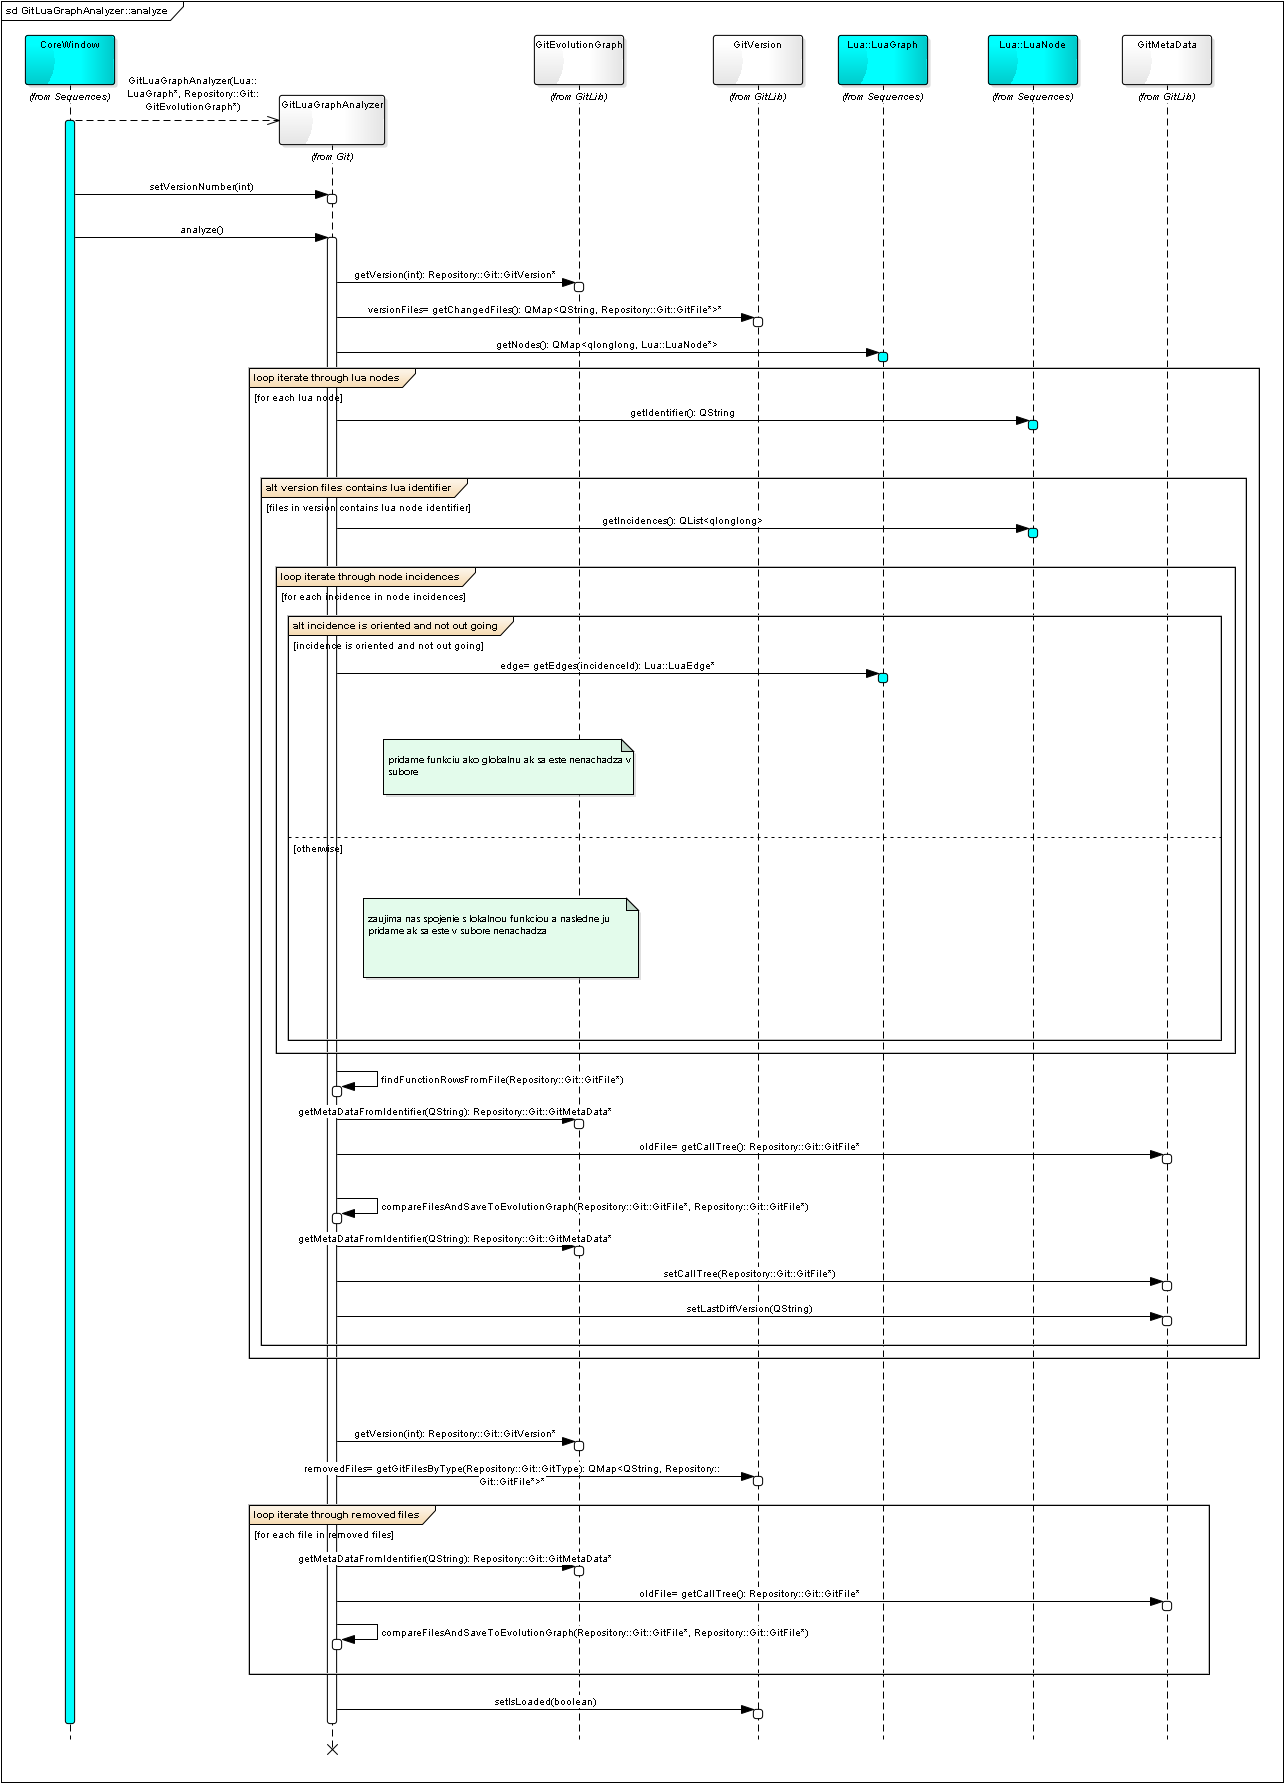 sd GitLuaGraphAnalyzer::analyze
CoreWindow
GitEvolutionGraph
GitVersion
Lua::LuaGraph
Lua::LuaNode
GitMetaData
(from Sequences)
(from GitLib)
(from GitLib)
(from Sequences)
(from Sequences)
(from GitLib)
GitLuaGraphAnalyzer(Lua::
LuaGraph*, Repository::Git::
GitEvolutionGraph*)
GitLuaGraphAnalyzer
(from Git)
setVersionNumber(int)
analyze()
getVersion(int): Repository::Git::GitVersion*
versionFiles= getChangedFiles(): QMap<QString, Repository::Git::GitFile*>*
getNodes(): QMap<qlonglong, Lua::LuaNode*>
loop iterate through lua nodes
[for each lua node]
getIdentifier(): QString
alt version files contains lua identifier
[files in version contains lua node identifier]
getIncidences(): QList<qlonglong>
loop iterate through node incidences
[for each incidence in node incidences]
alt incidence is oriented and not out going
[incidence is oriented and not out going]
edge= getEdges(incidenceId): Lua::LuaEdge*
pridame funkciu ako globalnu ak sa este nenachadza v
subore
[otherwise]
zaujima nas spojenie s lokalnou funkciou a nasledne ju
pridame ak sa este v subore nenachadza
findFunctionRowsFromFile(Repository::Git::GitFile*)
getMetaDataFromIdentifier(QString): Repository::Git::GitMetaData*
oldFile= getCallTree(): Repository::Git::GitFile*
compareFilesAndSaveToEvolutionGraph(Repository::Git::GitFile*, Repository::Git::GitFile*)
getMetaDataFromIdentifier(QString): Repository::Git::GitMetaData*
setCallTree(Repository::Git::GitFile*)
setLastDiffVersion(QString)
getVersion(int): Repository::Git::GitVersion*
removedFiles= getGitFilesByType(Repository::Git::GitType): QMap<QString, Repository::
Git::GitFile*>*
loop iterate through removed files
[for each file in removed files]
getMetaDataFromIdentifier(QString): Repository::Git::GitMetaData*
oldFile= getCallTree(): Repository::Git::GitFile*
compareFilesAndSaveToEvolutionGraph(Repository::Git::GitFile*, Repository::Git::GitFile*)
setIsLoaded(boolean)